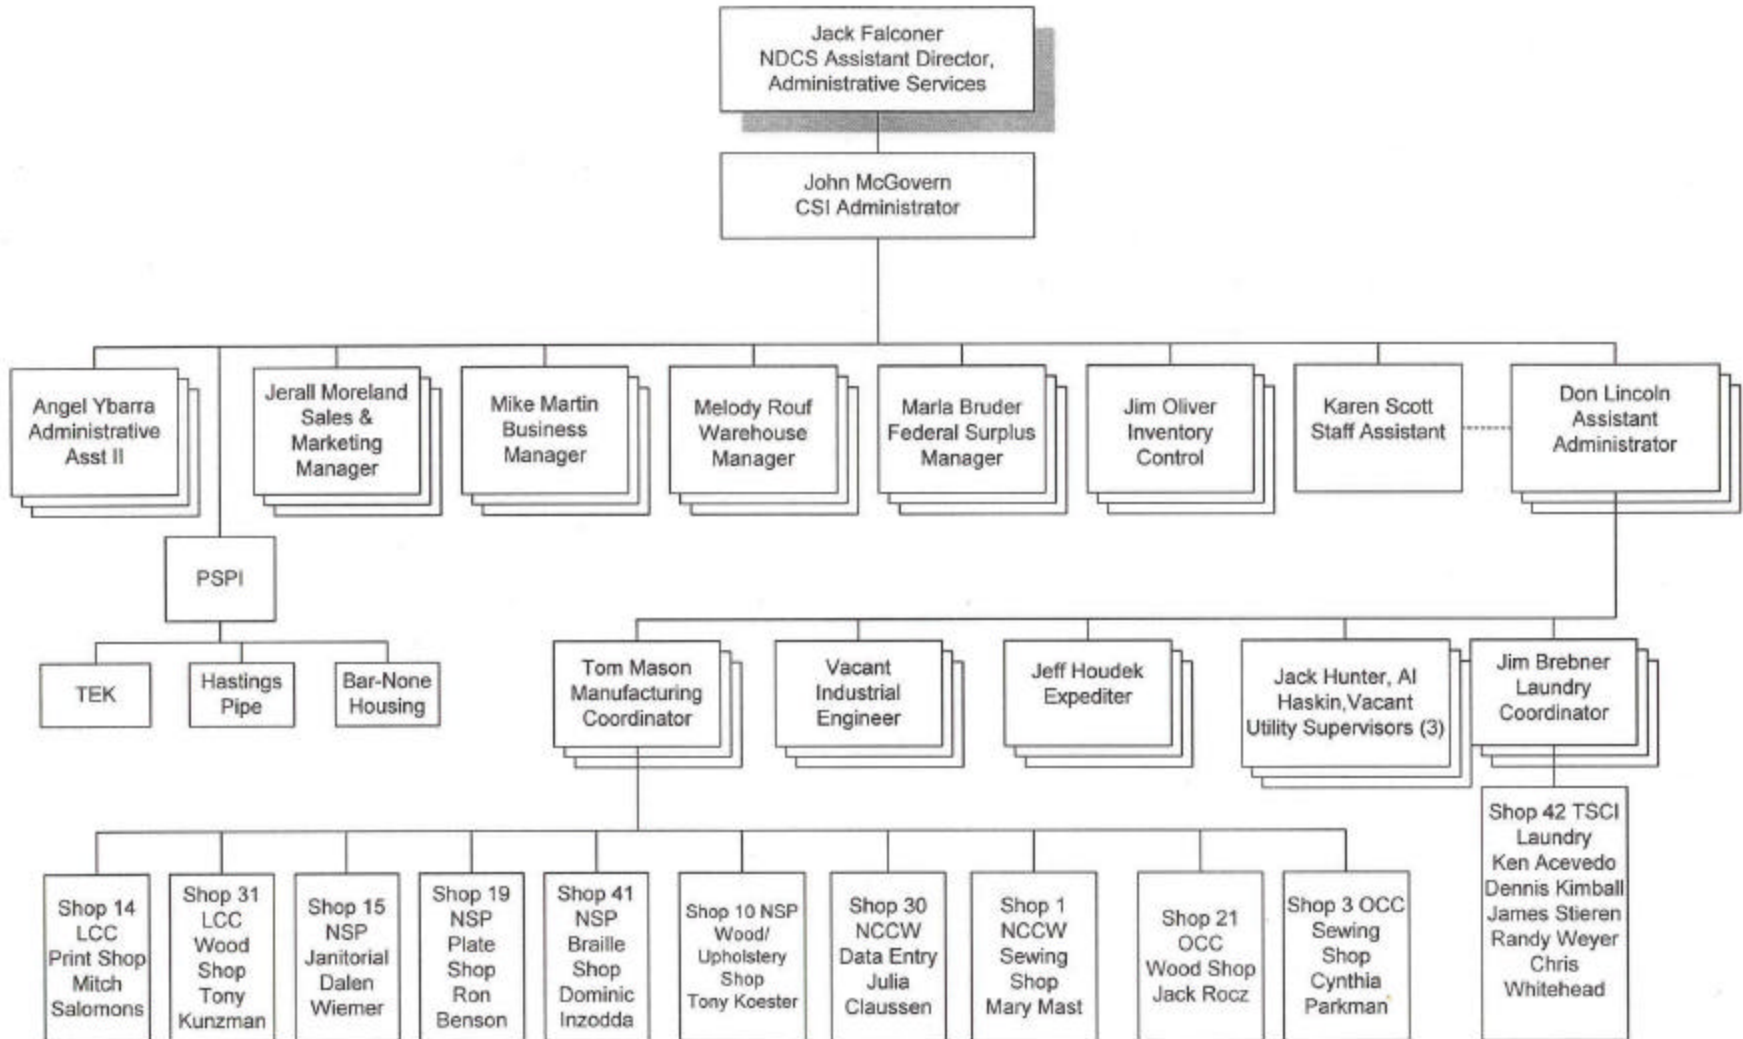 Jack Falconer
NDCS Assistant Director,
Administrative Services
John McGovern
CSI Administrator
Angel Ybarra
Administrative
Asst II
Jerall Moreland
Sales &
Marketing
Manager
Mike Martin
Business
Manager
Melody Rouf
Warehouse
Manager
Marla Bruder
Federal Surplus
Manager
Jim Oliver
Inventory
Control
Karen Scott
Staff Assistant
Don Lincoln
Assistant
Administrator
PSPI
TEK
Hastings
Pipe
Bar-None
Housing
Tom Mason
Manufacturing
Coordinator
Vacant
Industrial
Engineer
Jeff Houdek
Expediter
Jack Hunter, Al
Haskin,Vacant
Utility Supervisors (3)
Jim Brebner
Laundry
Coordinator
Shop 14
LCC
Print Shop
Mitch
Salomons
Shop 31
LCC
Wood
Shop
Tony
Kunzman
Shop 15
NSP
Janitorial
Dalen
Wiemer
Shop 19
NSP
Plate
Shop
Ron
Benson
Shop 41
NSP
Braille
Shop
Dominic
Inzodda
Shop 10 NSP
Wood/
Upholstery
Shop
Tony Koester
Shop 30
NCCW
Data Entry
Julia
Claussen
Shop 1
NCCW
Sewing
Shop
Mary Mast
Shop 21
OCC
Wood Shop
Jack Rocz
Shop 3 OCC
Sewing
Shop
Cynthia
Parkman
Shop 42 TSCI
Laundry
Ken Acevedo
Dennis Kimball
James Stieren
Randy Weyer
Chris
Whitehead